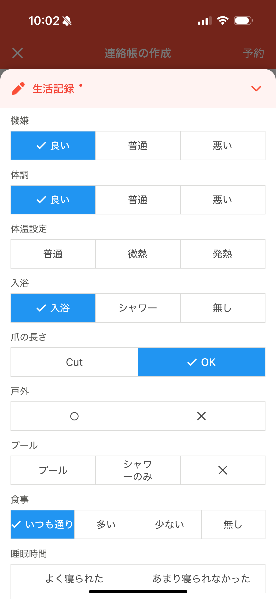 10:02
連絡帳の作成
予約
生活記録 *
機嫌
良い 普通 悪い
体調
良い 普通 悪い
体温設定
普通 微熱 発熱
入浴
入浴 シャワー 無し
爪の長さ
Cut OK
戸外
プール
プール シャワ
ーのみ
食事
いつも通り 多い 少ない 無し
睡眠時間
よく寝られた あまり寝られなかった